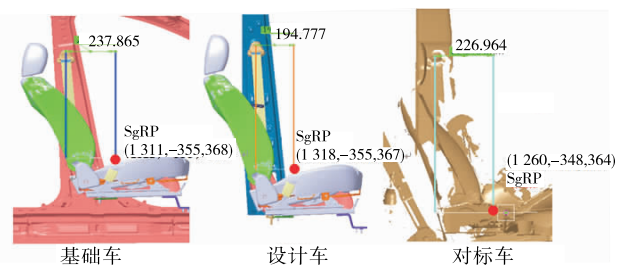 237.865
SgRP
(1 311,−355,368)
基础车
194.777
SgRP
(1 318,−355,367)
设计车
226.964
(1 260,−348,364)
SgRP
对标车